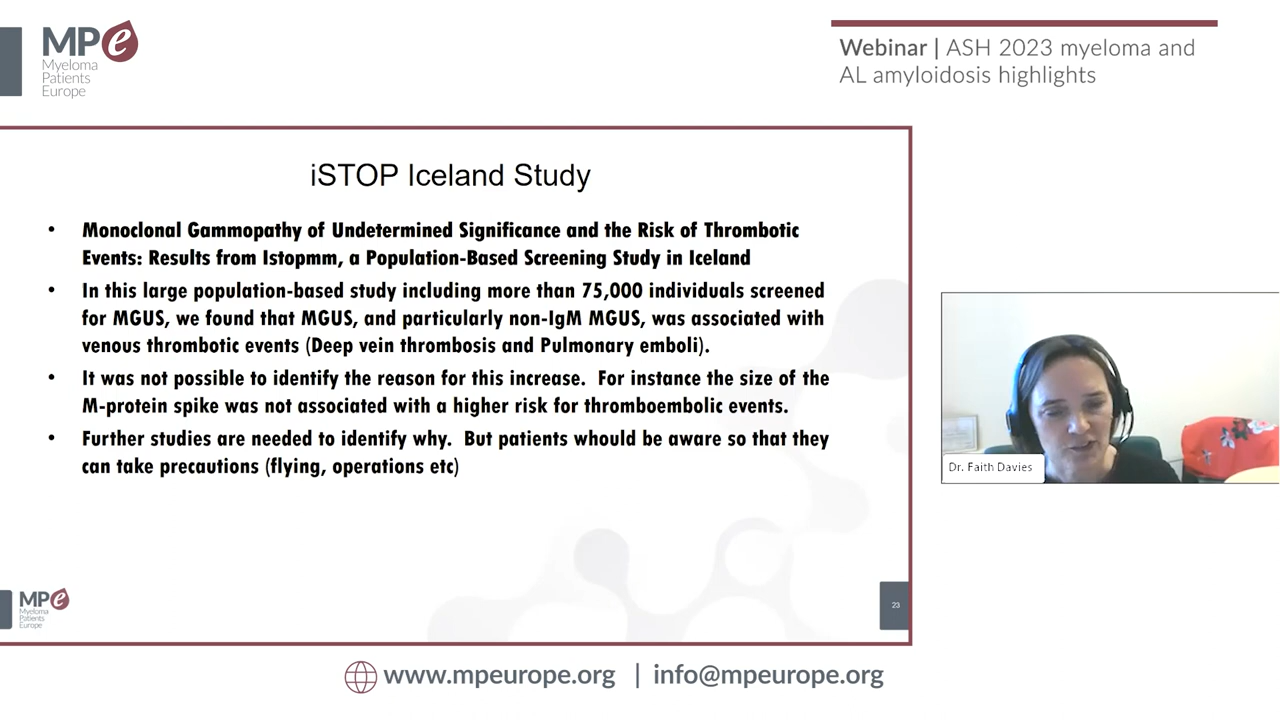 MPe
Myeloma
Patients
Europe
Webinar | ASH 2023 myeloma and
AL amyloidosis highlights
iSTOP Iceland Study
• Monoclonal Gammopathy of Undetermined Significance and the Risk of Thrombotic
Events: Results from Istopmm, a Population-Based Screening Study in Iceland
• In this large population-based study including more than 75,000 individuals screened
for MGUS, we found that MGUS, and particularly non-IgM MGUS, was associated with
venous thrombotic events (Deep vein thrombosis and Pulmonary emboli).
• It was not possible to identify the reason for this increase.  For instance the size of the
M-protein spike was not associated with a higher risk for thromboembolic events.
• Further studies are needed to identify why.  But patients whould be aware so that they
can take precautions (flying, operations etc)
Dr. Faith Davies
MPe
Myeloma
Patients
Europe
23
www.mpeurope.org | info@mpeurope.org